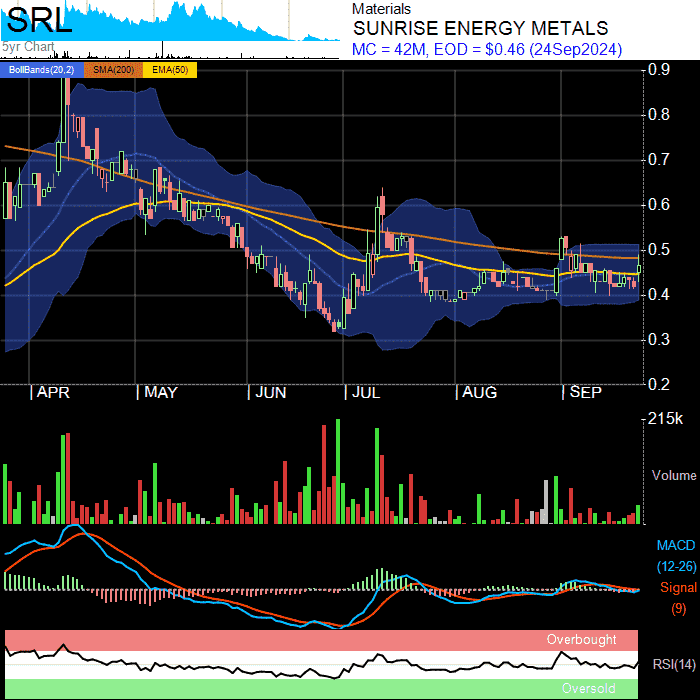 SRL
5yr Chart
Materials
SUNRISE ENERGY METALS
MC = 42M, EOD = $0.46 (24Sep2024)
BollBands(20,2) SMA(200) EMA(50)
0.9
0.8
0.7
0.6
0.5
0.4
0.3
0.2
APR MAY JUN JUL AUG SEP
215k
Volume
MACD
(12-26)
Signal
(9)
Overbought
RSI(14)
Oversold